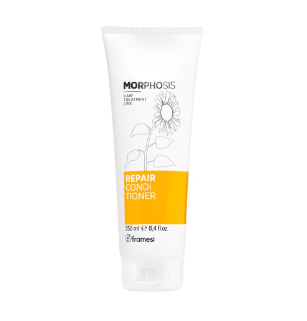 MORPHOSIS
HAIR
TREATMENT
LINE
REPAIR
CONDI
TIONER
250 ml ℮ 8,4 fl.oz.
framesi